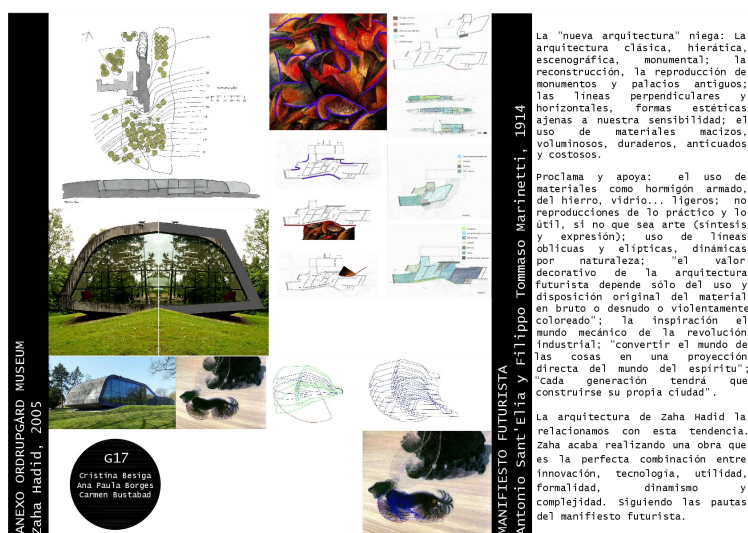 ANEXO ORDRUPGÅRD MUSEUM
Zaha Hadid, 2005
G17
Cristina Besiga
Ana Paula Borges
Carmen Bustabad
MANIFIESTO FUTURISTA
Antonio Sant'Elia y Filippo Tommaso Marinetti, 1914
La "nueva arquitectura" niega: La
arquitectura clásica, hierática,
escenográfica, monumental; la
reconstrucción, la reproducción de
monumentos y palacios antiguos;
las líneas perpendiculares y
horizontales, formas estéticas
ajenas a nuestra sensibilidad; el
uso de materiales macizos,
voluminosos, duraderos, anticuados
y costosos.
Proclama y apoya: el uso de
materiales como hormigón armado,
del hierro, vidrio... ligeros; no
reproducciones de lo práctico y lo
útil, si no que sea arte (síntesis
y expresión); uso de líneas
oblicuas y elípticas, dinámicas
por naturaleza; "el valor
decorativo de la arquitectura
futurista depende sólo del uso y
disposición original del material
en bruto o desnudo o violentamente
coloreado"; la inspiración el
mundo mecánico de la revolución
industrial; "convertir el mundo de
las cosas en una proyección
directa del mundo del espíritu";
"Cada generación tendrá que
construirse su propia ciudad".
La arquitectura de Zaha Hadid la
relacionamos con esta tendencia.
Zaha acaba realizando una obra que
es la perfecta combinación entre
innovación, tecnología, utilidad,
formalidad, dinamismo y
complejidad. Siguiendo las pautas
del manifiesto futurista.